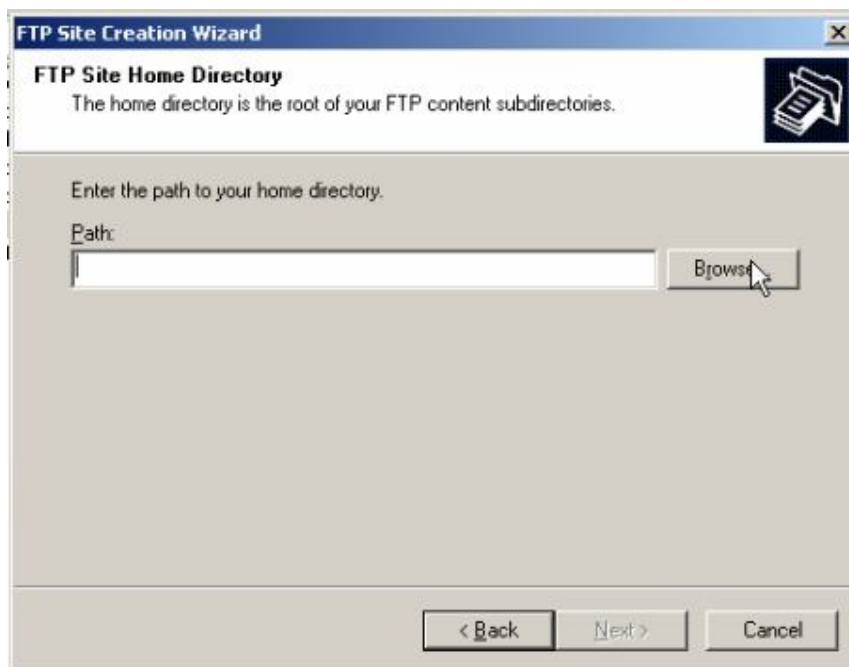 FTP Site Creation Wizard
FTP Site Home Directory
The home directory is the root of your FTP content subdirectories.
Enter the path to your home directory.
Path:
Browse...
< Back Next > Cancel